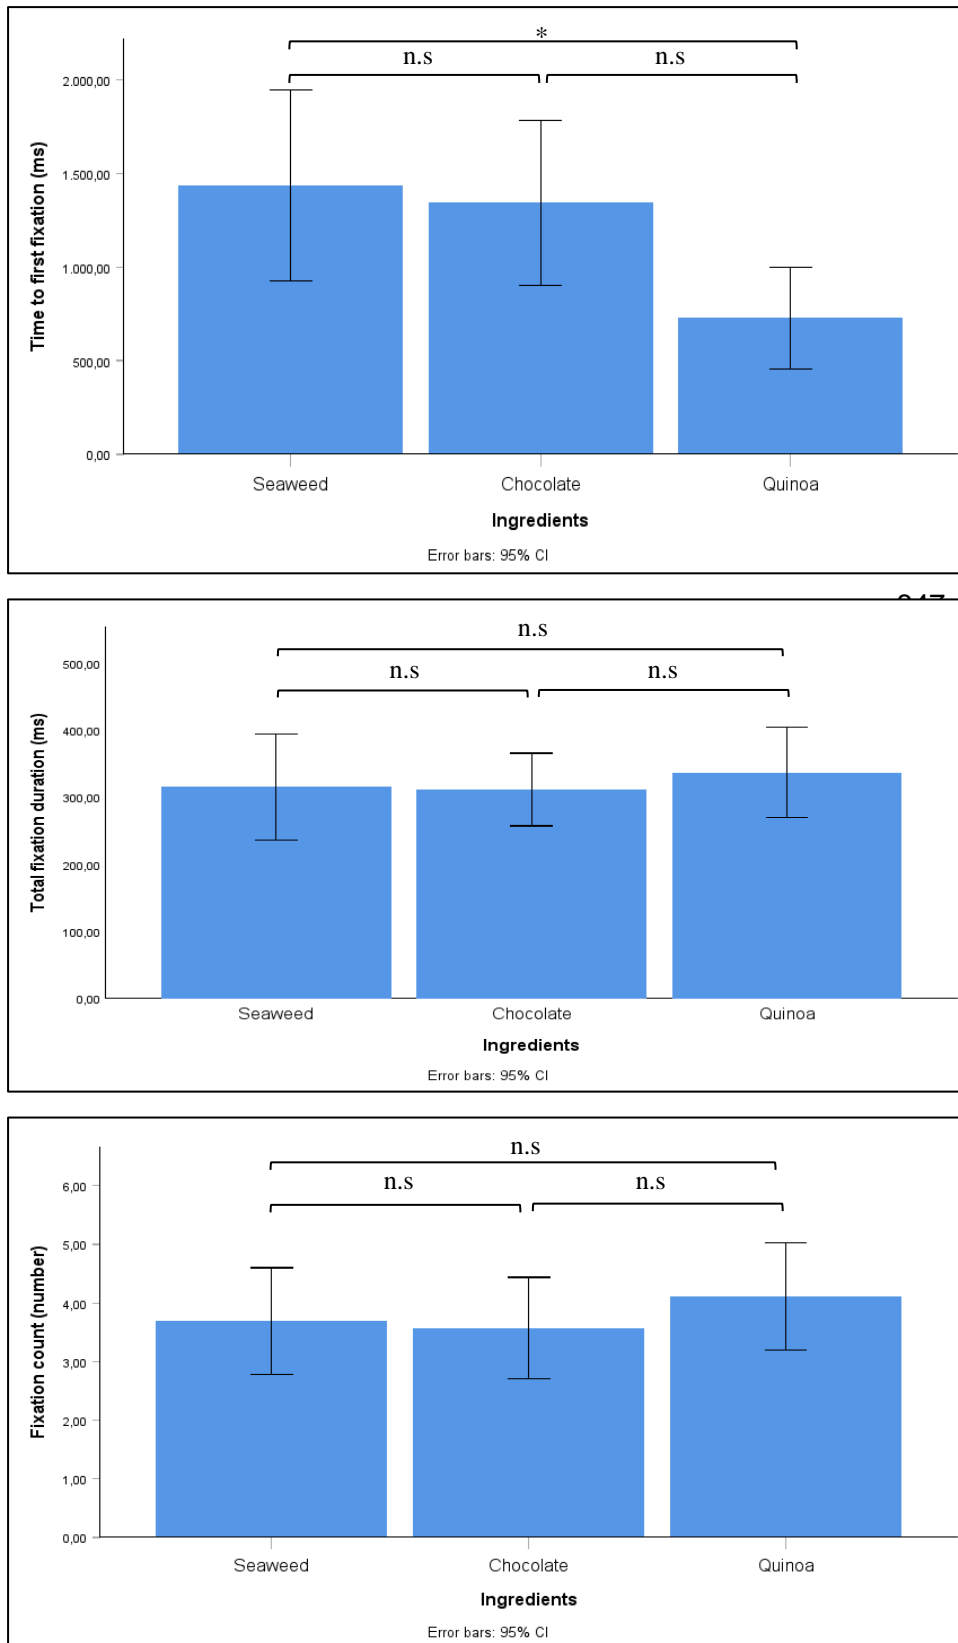 *
n.s n.s
2.000,00
1.500,00
1.000,00
500,00
0,00
Time to first fixation (ms)
Seaweed Chocolate Quinoa
Ingredients
Error bars: 95% CI
n.s
n.s n.s
500,00
400,00
300,00
200,00
100,00
0,00
Total fixation duration (ms)
Seaweed Chocolate Quinoa
Ingredients
Error bars: 95% CI
n.s
n.s n.s
6,00
5,00
4,00
3,00
2,00
1,00
0,00
Fixation count (number)
Seaweed Chocolate Quinoa
Ingredients
Error bars: 95% CI